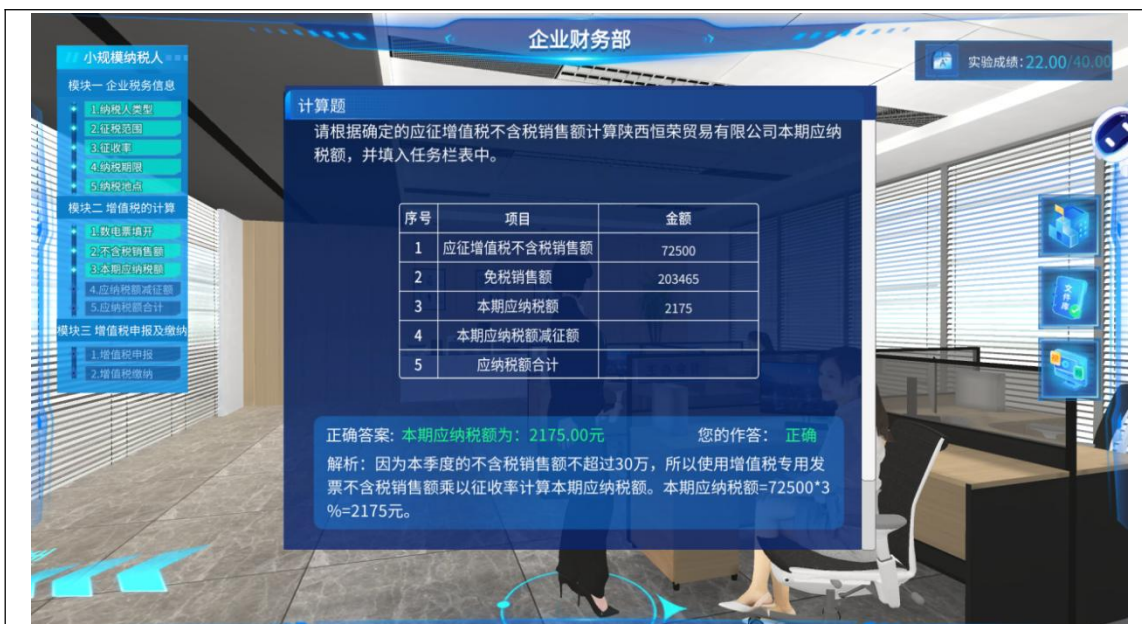 企业财务部
小规模纳税人
实验成绩:22.00/40.00
模块一 企业税务信息
1.纳税人类型
2.征税范围
3.征收率
4.纳税期限
5.纳税地点
模块二 增值税的计算
1.数电票填开
2.不含税销售额
3.本期应纳税额
4.应纳税额减征额
5.应纳税额合计
模块三 增值税申报及缴纳
1.增值税申报
2.增值税缴纳
计算题
请根据确定的应征增值税不含税销售额计算陕西恒荣贸易有限公司本期应纳
税额，并填入任务栏表中。
序号 项目 金额
1 应征增值税不含税销售额 72500
2 免税销售额 203465
3 本期应纳税额 2175
4 本期应纳税额减征额
5 应纳税额合计
正确答案: 本期应纳税额为：2175.00元 您的作答： 正确
解析：因为本季度的不含税销售额不超过30万，所以使用增值税专用发
票不含税销售额乘以征收率计算本期应纳税额。本期应纳税额=72500*3
%=2175元。
文件库